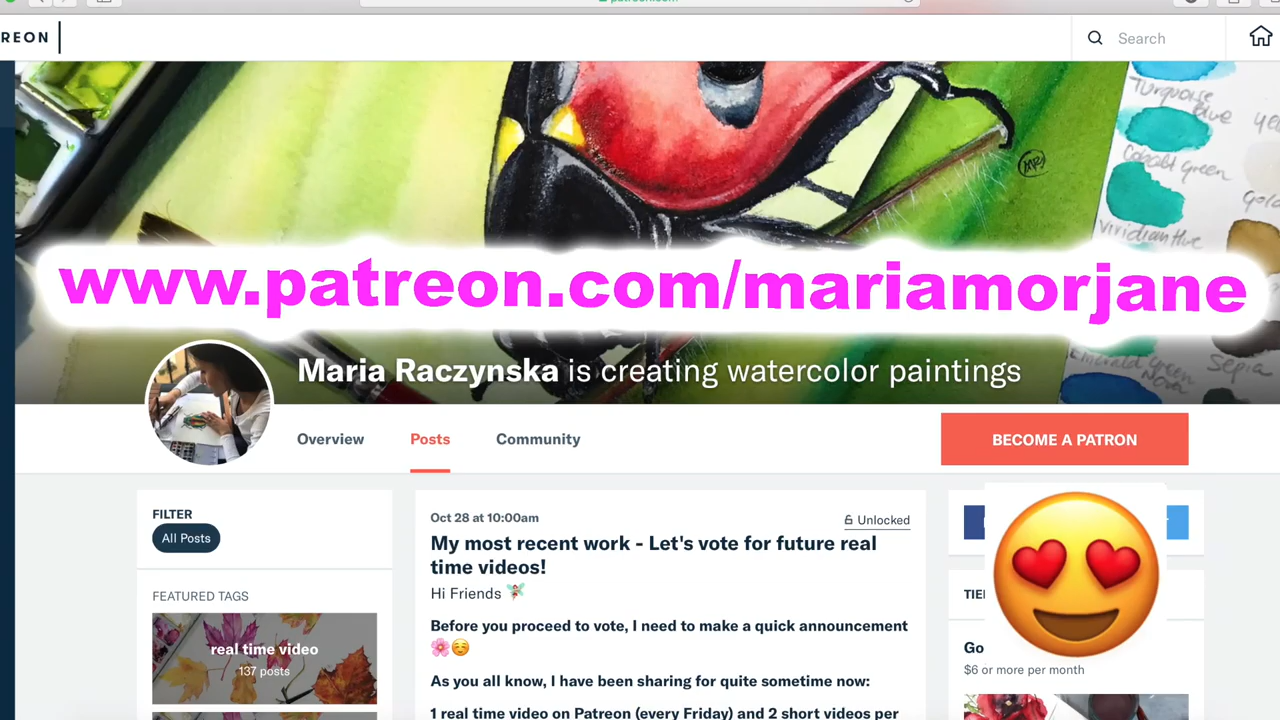 patreon.com
REON
Search
Turquoise
Blue
Cobalt green
Viridian Hue
www.patreon.com/mariamorjane
Sepia
Maria Raczynska is creating watercolor paintings
Overview
Posts
Community
BECOME A PATRON
FILTER
All Posts
FEATURED TAGS
real time video
137 posts
Oct 28 at 10:00am
Unlocked
My most recent work - Let's vote for future real
time videos!
Hi Friends
Before you proceed to vote, I need to make a quick announcement
As you all know, I have been sharing for quite sometime now:
1 real time video on Patreon (every Friday) and 2 short videos per
TIE
Go
$6 or more per month